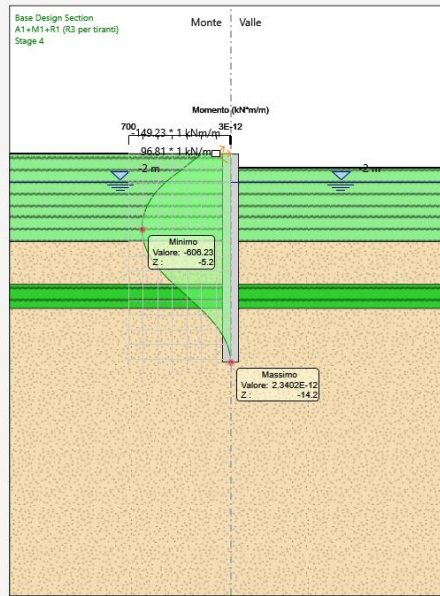 Base Design Section
A1+M1+R1 (R3 per tiranti)
Stage 4
Monte
Valle
Momento (kN*m/m)
700
3E-12
-149.23 * 1 kNm/m
96.81 * 1 kN/m
-2 m
-2 m
Minimo
Valore: -606.23
Z : -5.2
Massimo
Valore: 2.3402E-12
Z : -14.2